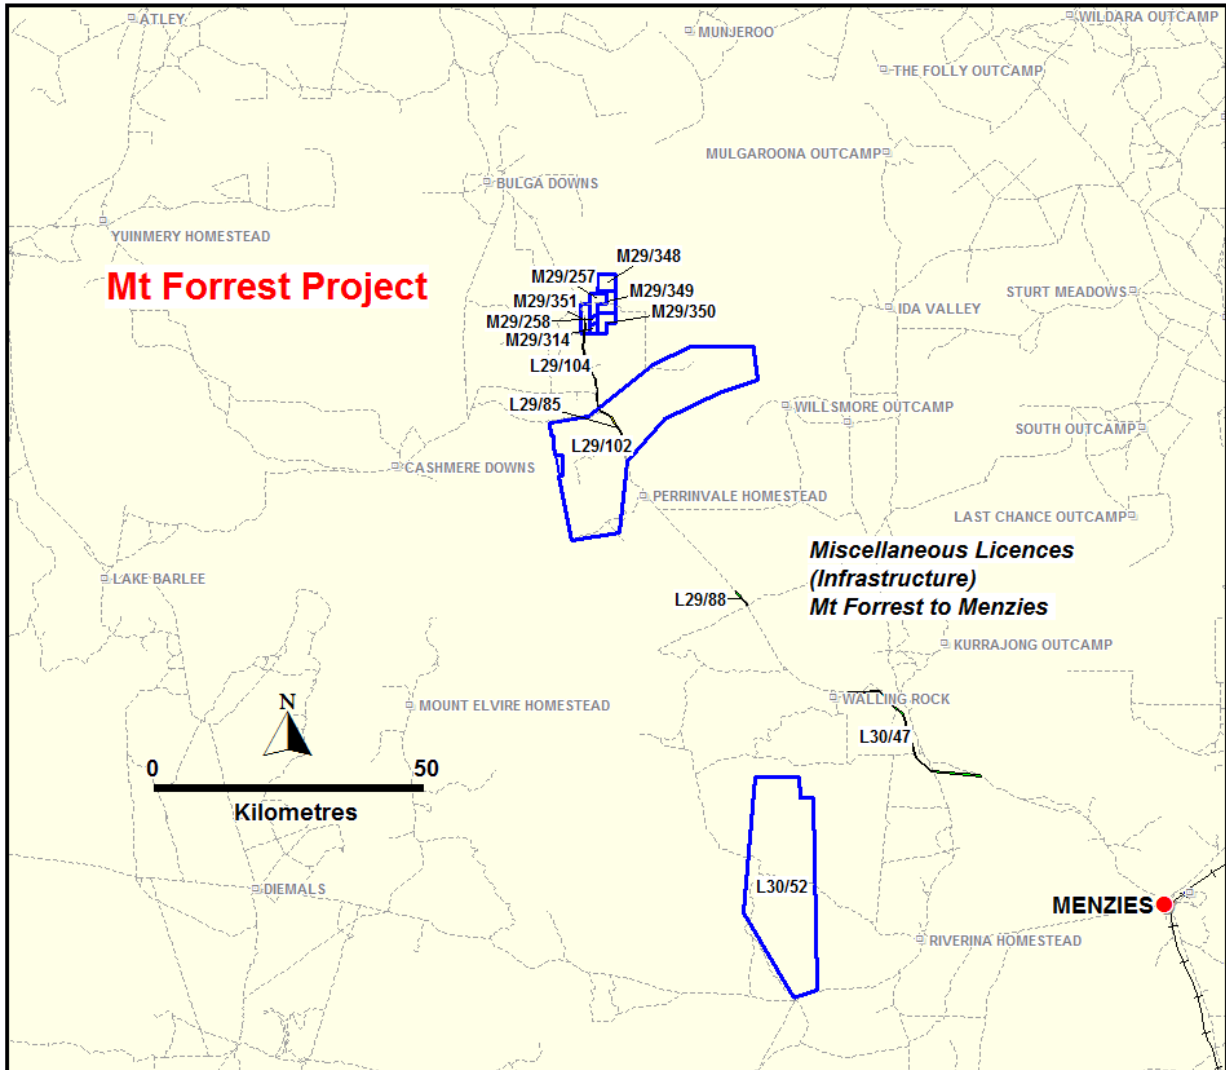 ATLEY
WILDARA OUTCAMP
MUNJEROO
THE FOLLY OUTCAMP
MULGAROONA OUTCAMP
BULGA DOWNS
YUINMERY HOMESTEAD
Mt Forrest Project
M29/348
M29/257
M29/349
M29/351
M29/350
M29/258
M29/314
STURT MEADOWS
IDA VALLEY
L29/104
L29/85
WILLSMORE OUTCAMP
SOUTH OUTCAMP
L29/102
CASHMERE DOWNS
PERRINVALE HOMESTEAD
LAST CHANCE OUTCAMP
Miscellaneous Licences
(Infrastructure)
Mt Forrest to Menzies
LAKE BARLEE
L29/88
KURRAJONG OUTCAMP
N
MOUNT ELVIRE HOMESTEAD
WALLING ROCK
L30/47
0 50
Kilometres
DIEMALS
L30/52
MENZIES
RIVERINA HOMESTEAD